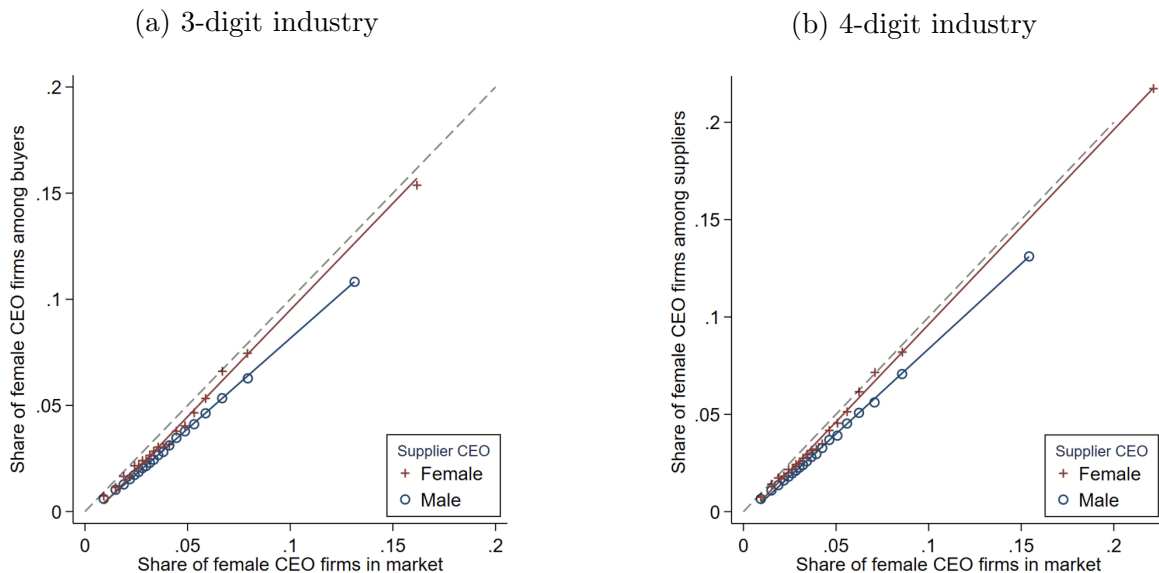 (a) 3-digit industry
Share of female CEO firms among buyers
.2
.15
.1
.05
0
0
.05
.1
.15
.2
Share of female CEO firms in market
Supplier CEO
Female
Male
(b) 4-digit industry
Share of female CEO firms among suppliers
.2
.15
.1
.05
0
0
.05
.1
.15
.2
Share of female CEO firms in market
Supplier CEO
Female
Male